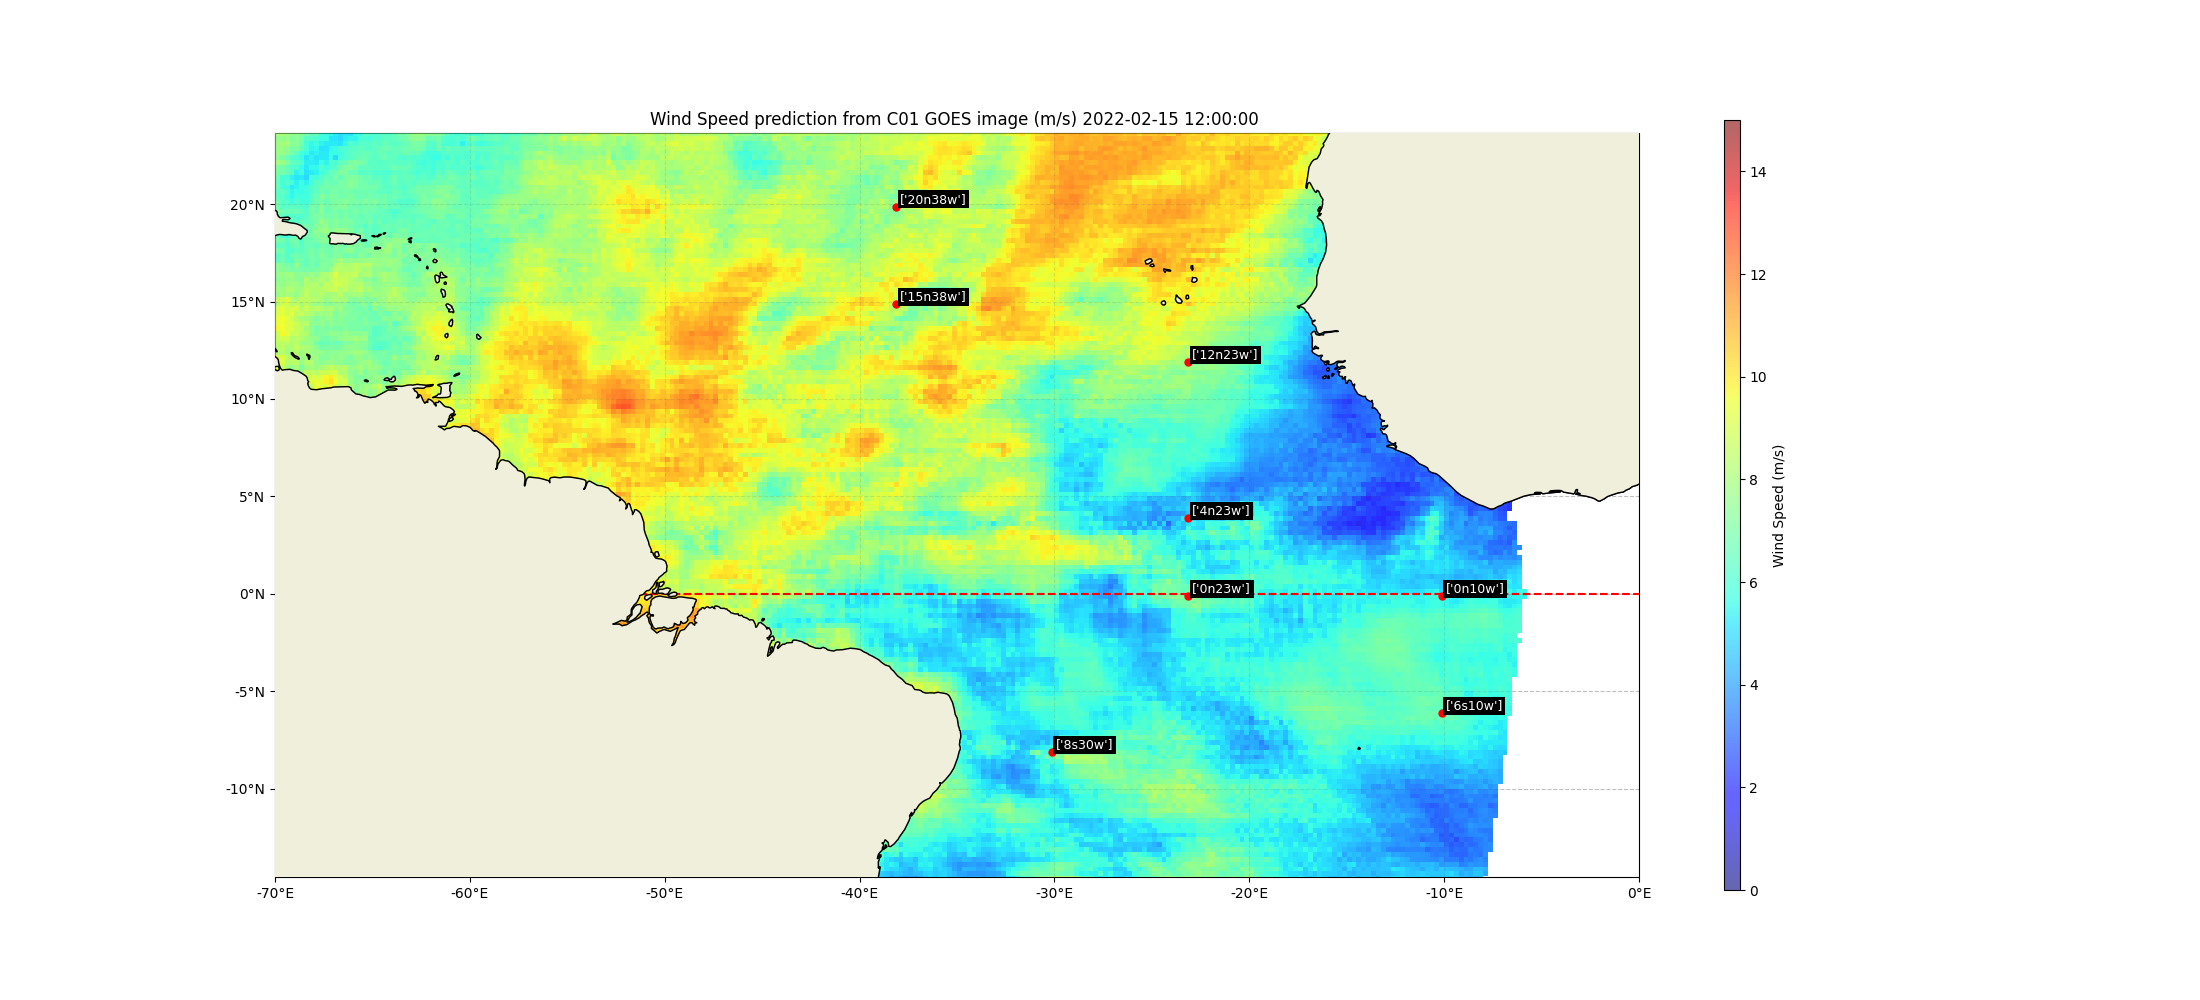 Wind Speed prediction from C01 GOES image (m/s) 2022-02-15 12:00:00
20°N
15°N
10°N
5°N
0°N
-5°N
-10°N
-70°E
-60°E
-50°E
-40°E
-30°E
-20°E
-10°E
0°E
['20n38w']
['15n38w']
['12n23w']
['4n23w']
['0n23w']
['0n10w']
['6s10w']
['8s30w']
14
12
10
8
6
4
2
0
Wind Speed (m/s)